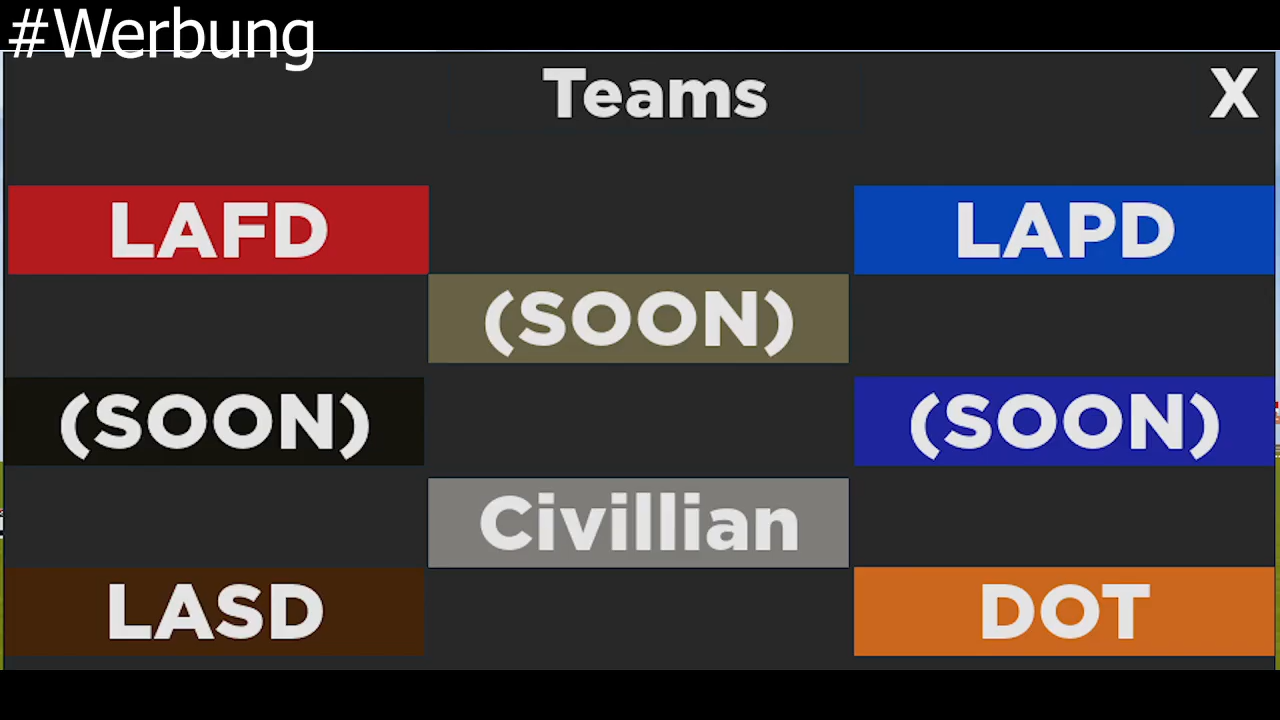 #Werbung
Teams
X
LAFD
LAPD
(SOON)
(SOON)
(SOON)
Civillian
LASD
DOT